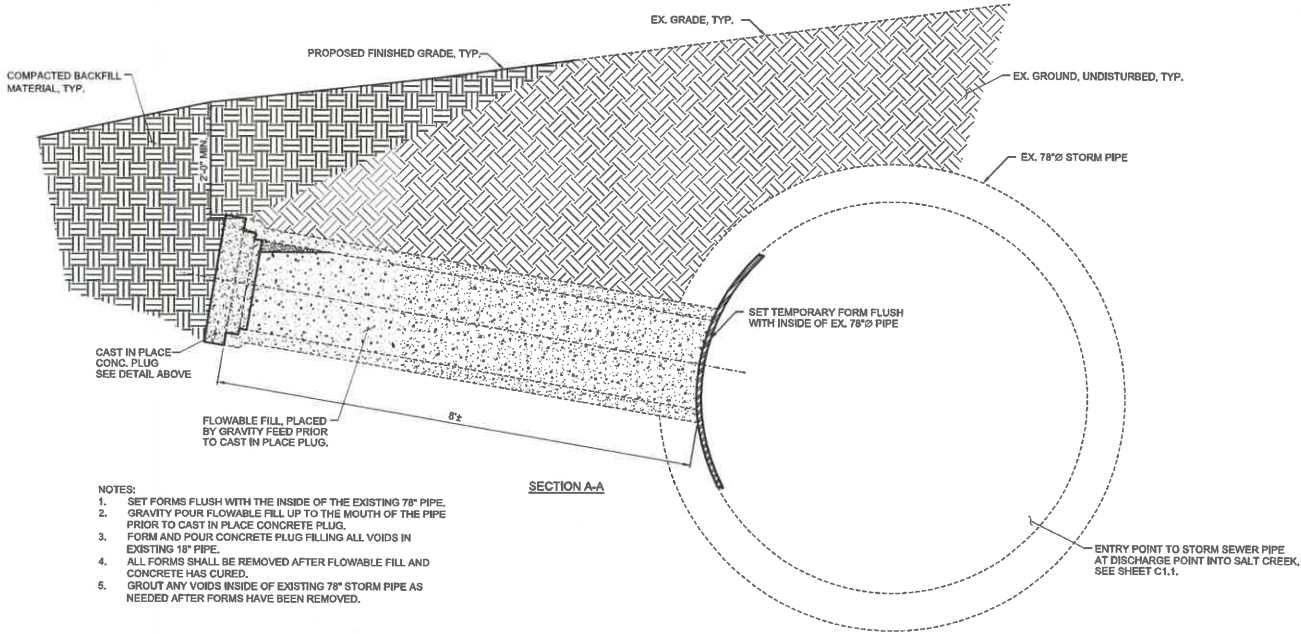 EX. GRADE, TYP.
PROPOSED FINISHED GRADE, TYP.
COMPACTED BACKFILL
MATERIAL, TYP.
EX. GROUND, UNDISTURBED, TYP.
2'-0" MIN.
EX. 78"Ø STORM PIPE
SET TEMPORARY FORM FLUSH
WITH INSIDE OF EX. 78"Ø PIPE
CAST IN PLACE
CONC. PLUG
SEE DETAIL ABOVE
FLOWABLE FILL, PLACED
BY GRAVITY FEED PRIOR
TO CAST IN PLACE PLUG.
8'±
SECTION A-A
NOTES:
1. SET FORMS FLUSH WITH THE INSIDE OF THE EXISTING 78" PIPE.
2. GRAVITY POUR FLOWABLE FILL UP TO THE MOUTH OF THE PIPE
PRIOR TO CAST IN PLACE CONCRETE PLUG.
3. FORM AND POUR CONCRETE PLUG FILLING ALL VOIDS IN
EXISTING 18" PIPE.
4. ALL FORMS SHALL BE REMOVED AFTER FLOWABLE FILL AND
CONCRETE HAS CURED.
5. GROUT ANY VOIDS INSIDE OF EXISTING 78" STORM PIPE AS
NEEDED AFTER FORMS HAVE BEEN REMOVED.
ENTRY POINT TO STORM SEWER PIPE
AT DISCHARGE POINT INTO SALT CREEK,
SEE SHEET C1.1.